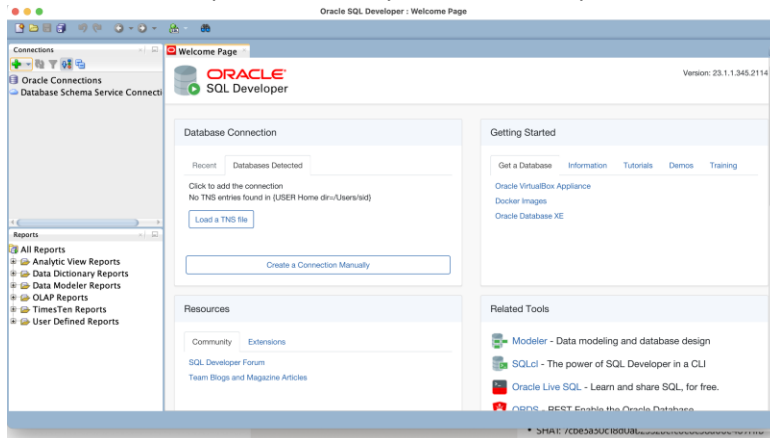 Oracle SQL Developer : Welcome Page
Connections
Welcome Page
Oracle Connections
Database Schema Service Connecti
ORACLE
SQL Developer
Version: 23.1.1.345.2114
Database Connection
Recent Databases Detected
Click to add the connection
No TNS entries found in (USER Home dir=/Users/sid)
Load a TNS file
Create a Connection Manually
Getting Started
Get a Database Information Tutorials Demos Training
Oracle VirtualBox Appliance
Docker Images
Oracle Database XE
Reports
All Reports
Analytic View Reports
Data Dictionary Reports
Data Modeler Reports
OLAP Reports
TimesTen Reports
User Defined Reports
Resources
Community Extensions
SQL Developer Forum
Team Blogs and Magazine Articles
Related Tools
Modeler - Data modeling and database design
SQLcl - The power of SQL Developer in a CLI
Oracle Live SQL - Learn and share SQL, for free.
ORDS - REST Enable the Oracle Database